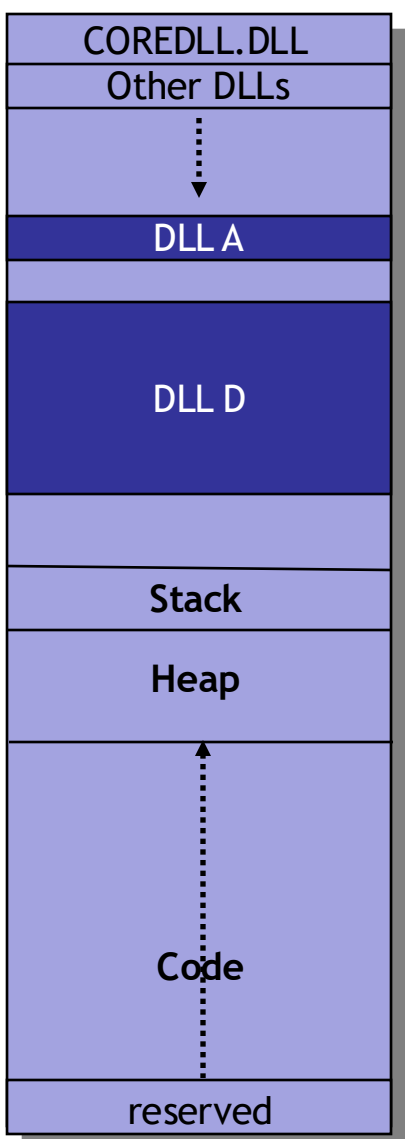 COREDLL.DLL
Other DLLs
DLL A
DLL D
Stack
Heap
Code
reserved